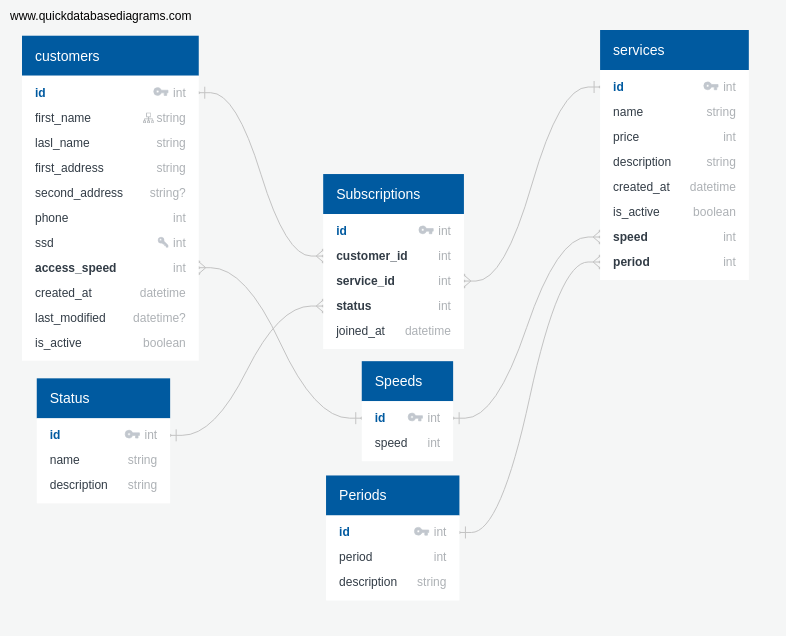 www.quickdatabasediagrams.com
customers
id int
first_name string
lasl_name string
first_address string
second_address string?
phone int
ssd int
access_speed int
created_at datetime
last_modified datetime?
is_active boolean
Status
id int
name string
description string
Subscriptions
id int
customer_id int
service_id int
status int
joined_at datetime
Speeds
id int
speed int
Periods
id int
period int
description string
services
id int
name string
price int
description string
created_at datetime
is_active boolean
speed int
period int